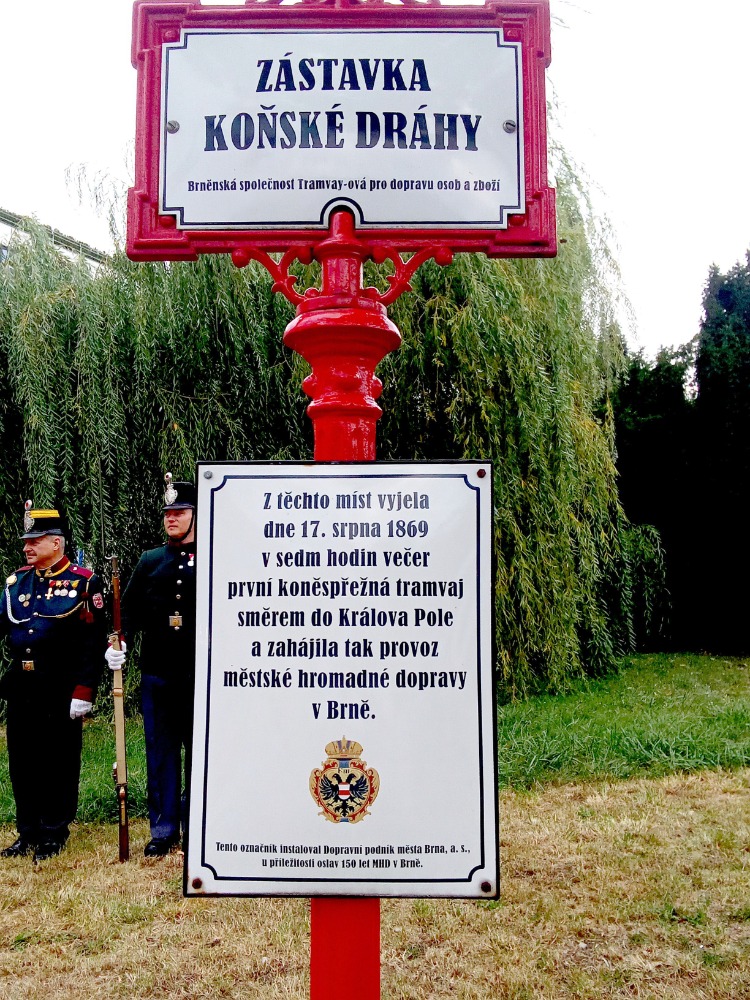 ZÁSTAVKA
KOŇSKÉ DRÁHY
Brněnská společnost Tramvay-ová pro dopravu osob a zboží
Z těchto míst vyjela
dne 17. srpna 1869
v sedm hodin večer
první koněspřežná tramvaj
směrem do Králova Pole
a zahájila tak provoz
městské hromadné dopravy
v Brně.
Tento označník instaloval Dopravní podnik města Brna, a. s.,
u příležitosti oslav 150 let MHD v Brně.